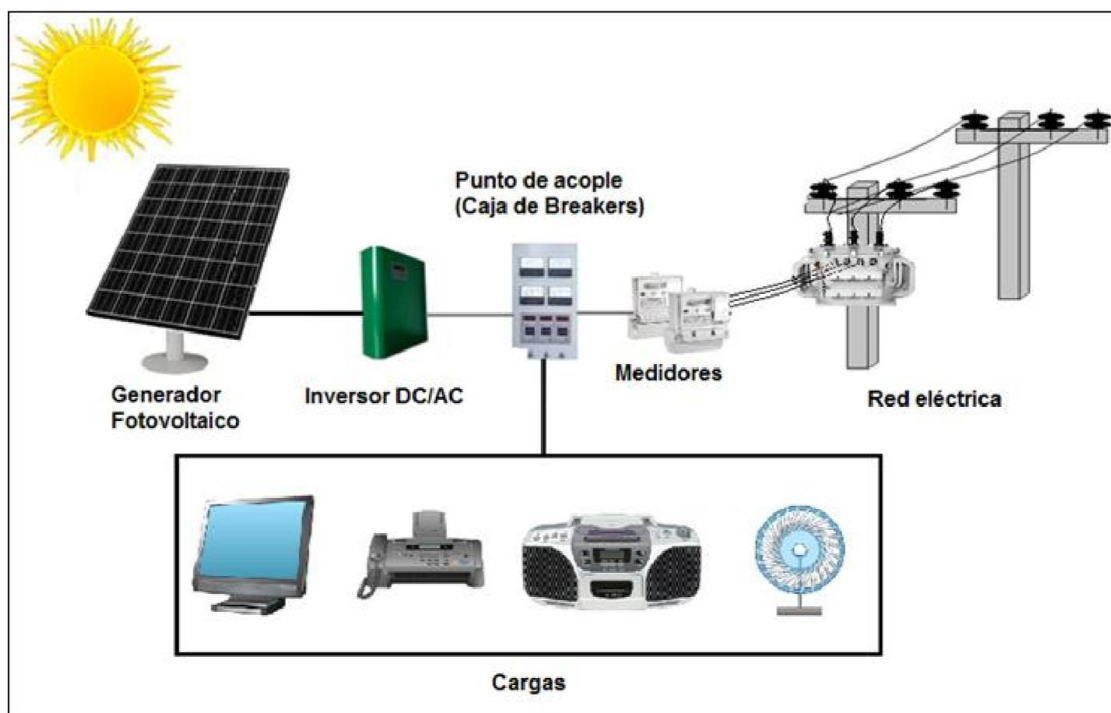 Punto de acople
(Caja de Breakers)
Generador
Fotovoltaico
Inversor DC/AC
Medidores
Red eléctrica
Cargas